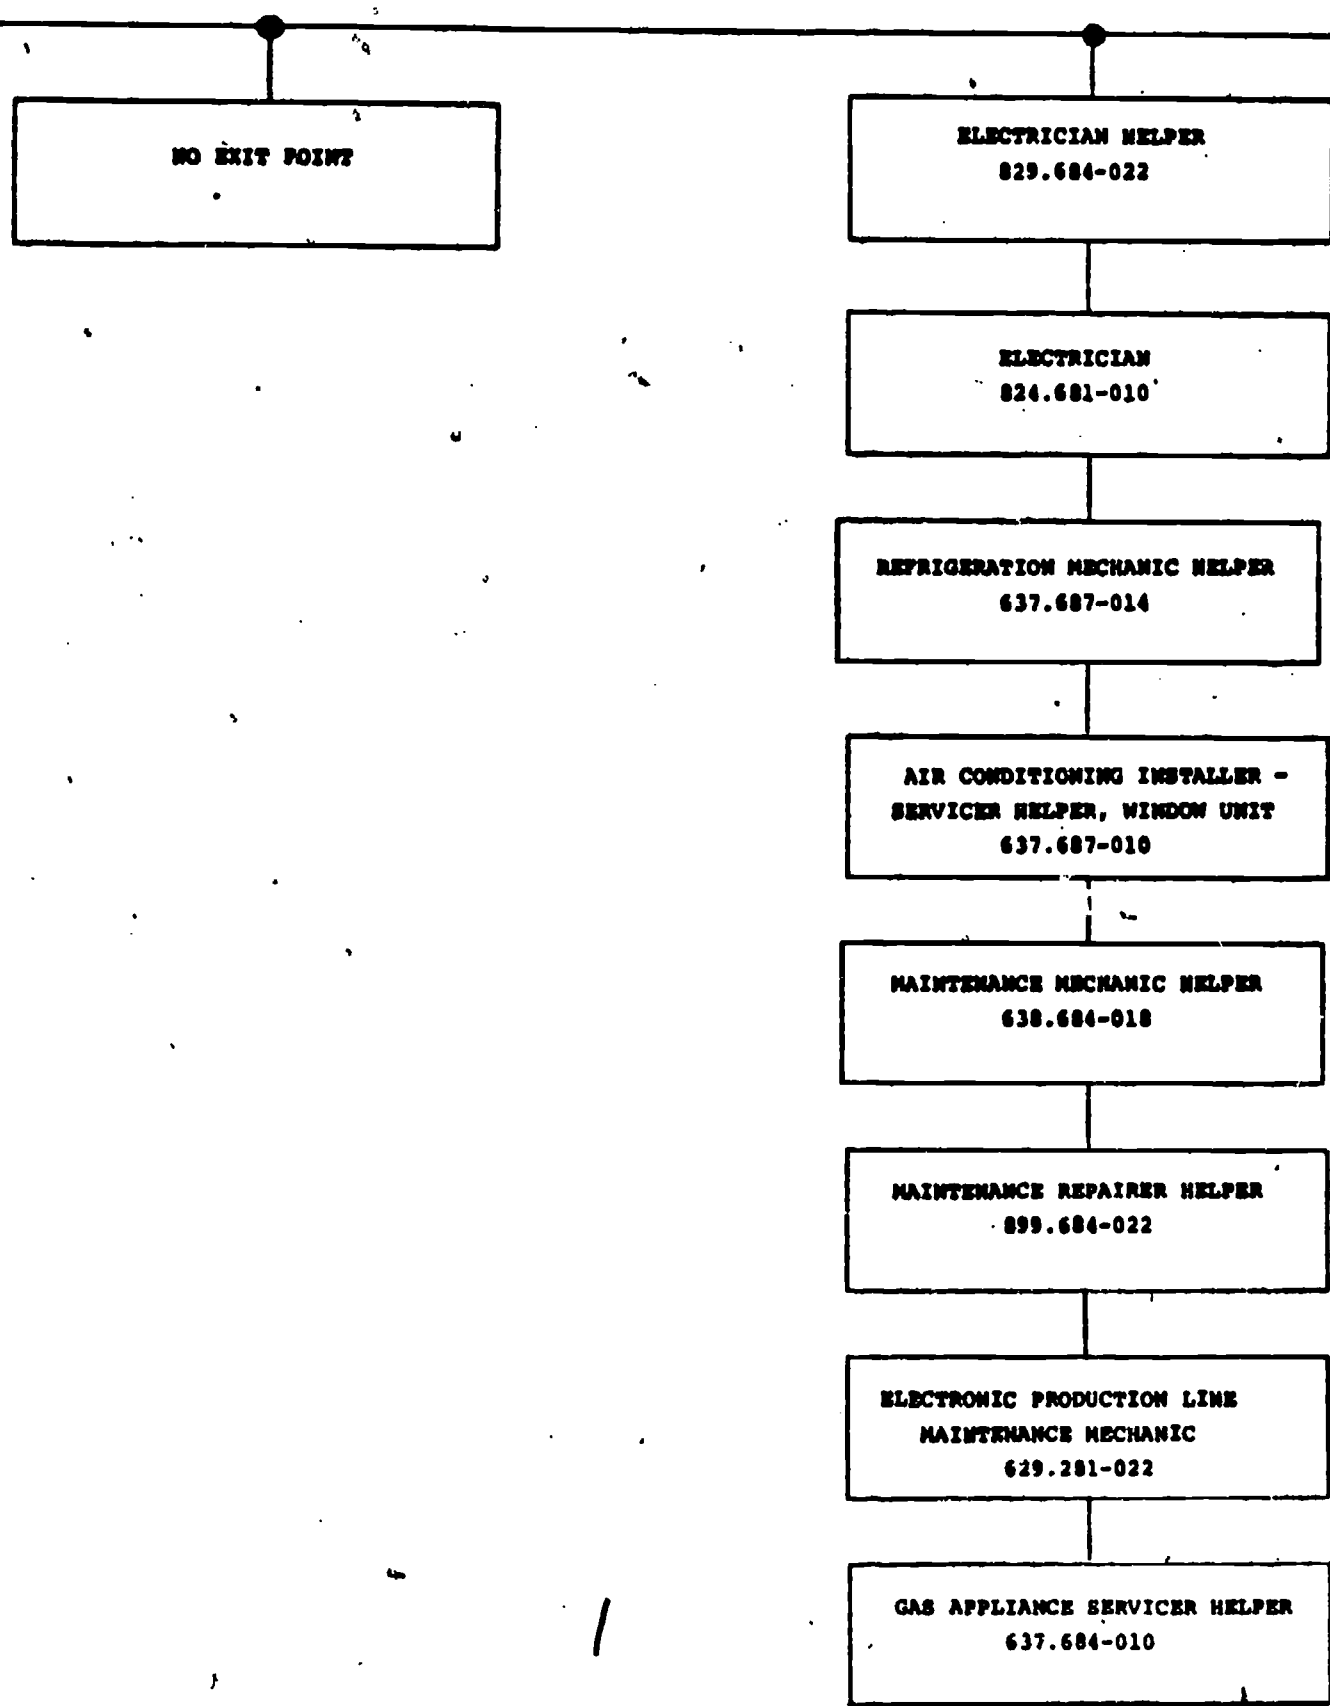 NO EXIT POINT
ELECTRICIAN HELPER
829.684-022
ELECTRICIAN
824.681-010
REFRIGERATION MECHANIC HELPER
637.687-014
AIR CONDITIONING INSTALLER -
SERVICER HELPER, WINDOW UNIT
637.687-010
MAINTENANCE MECHANIC HELPER
638.684-018
MAINTENANCE REPAIRER HELPER
899.684-022
ELECTRONIC PRODUCTION LINE
MAINTENANCE MECHANIC
629.281-022
GAS APPLIANCE SERVICER HELPER
637.684-010